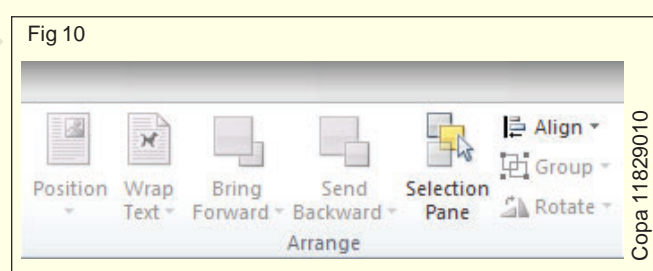 Fig 10
Position
Wrap
Text
Bring
Forward
Send
Backward
Selection
Pane
Align
Group
Rotate
Arrange
Copa 11829010